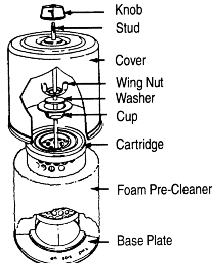 Knob
Stud
Cover
Wing Nut
Washer
Cup
Cartridge
Foam Pre-Cleaner
Base Plate